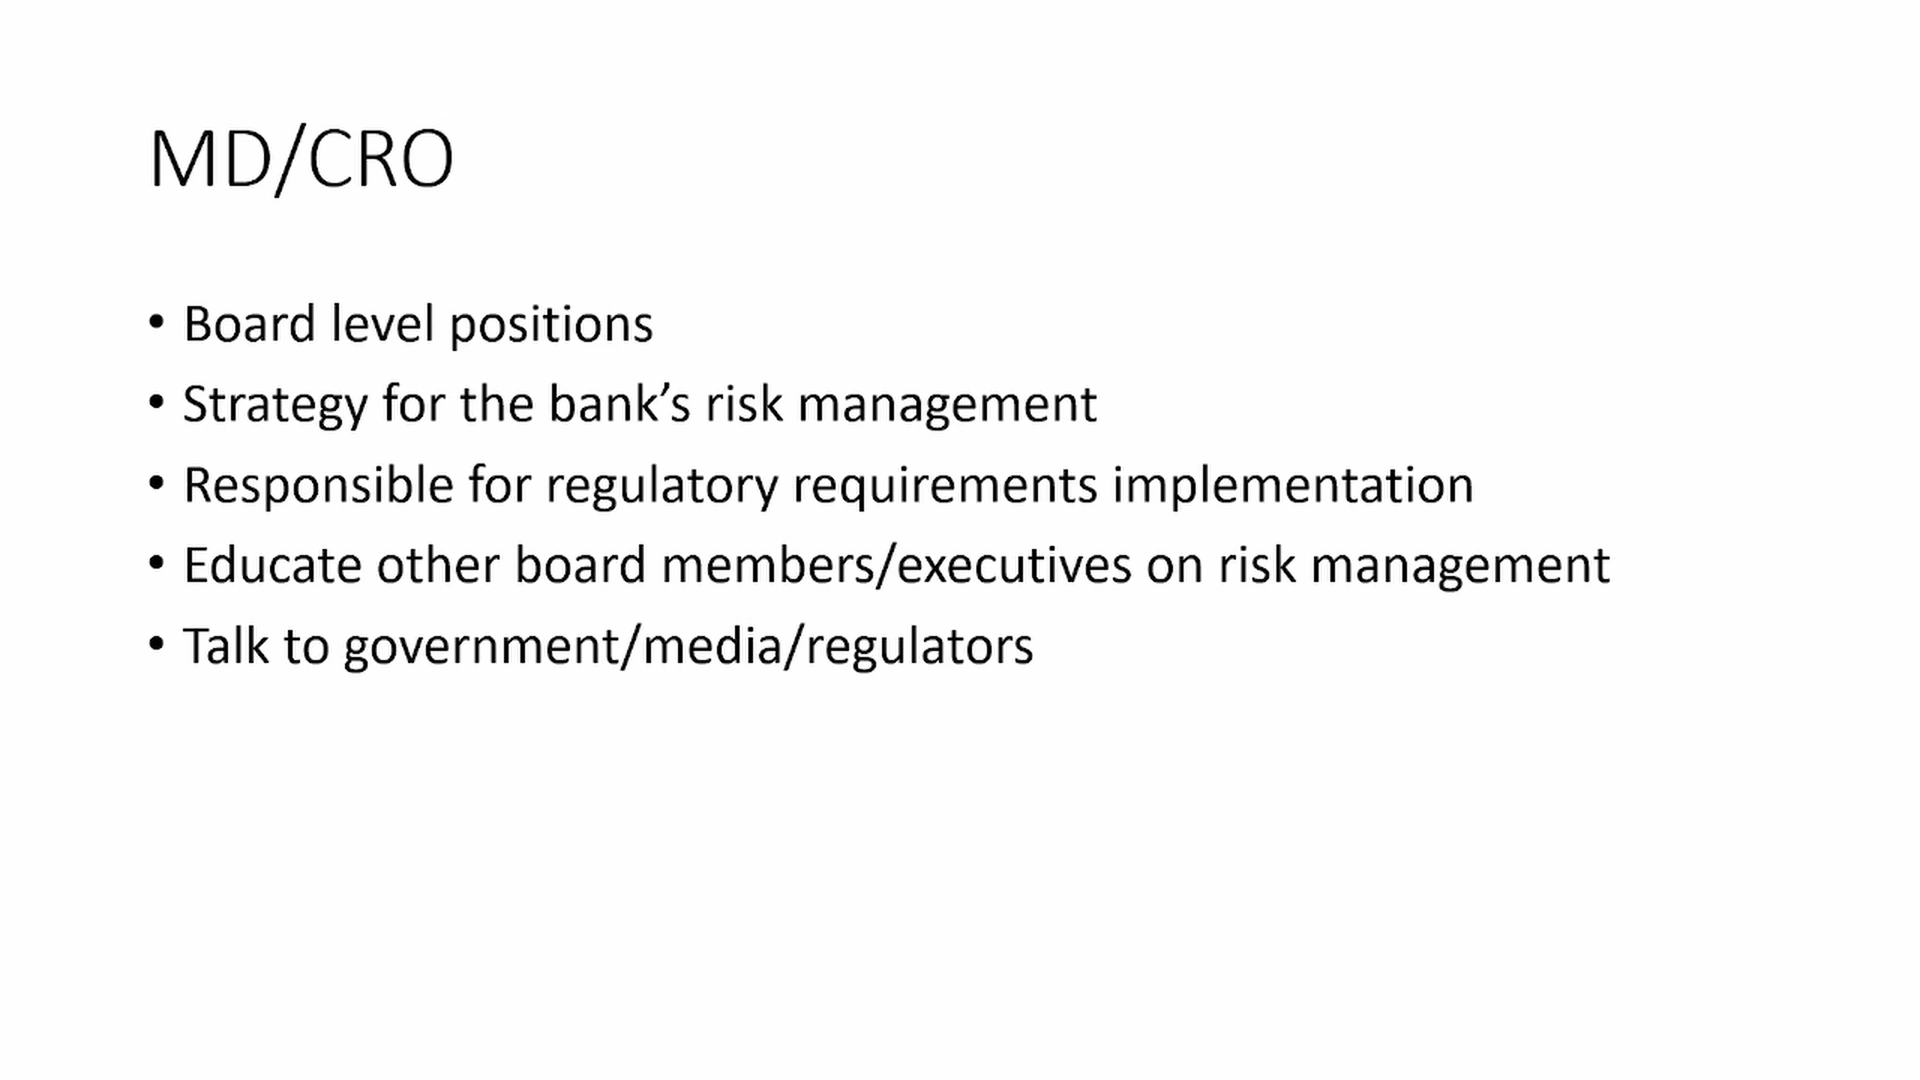 MD/CRO
• Board level positions
• Strategy for the bank’s risk management
• Responsible for regulatory requirements implementation
• Educate other board members/executives on risk management
• Talk to government/media/regulators